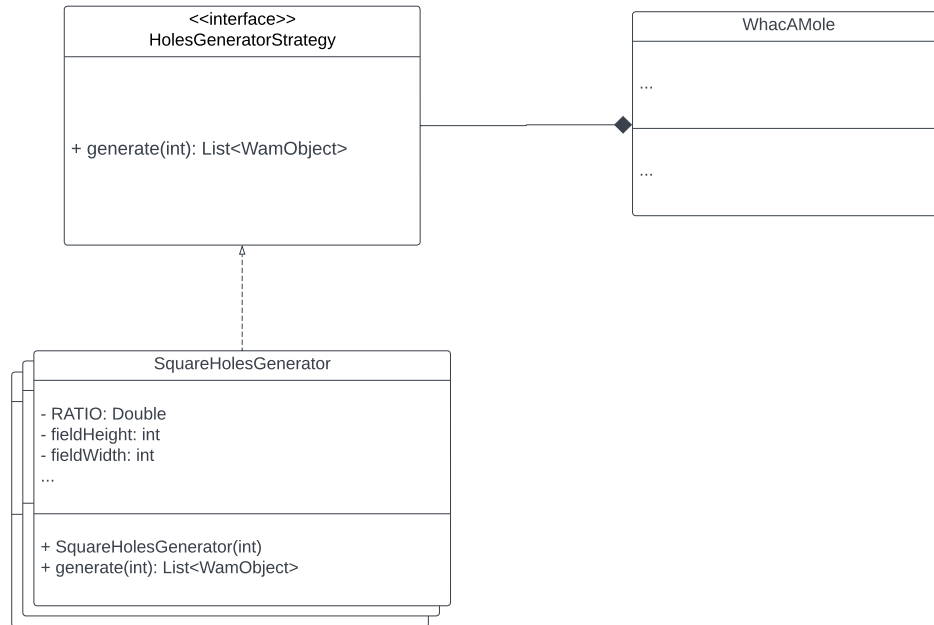 <<interface>>
HolesGeneratorStrategy
+ generate(int): List<WamObject>
WhacAMole
...
...
SquareHolesGenerator
- RATIO: Double
- fieldHeight: int
- fieldWidth: int
...
+ SquareHolesGenerator(int)
+ generate(int): List<WamObject>